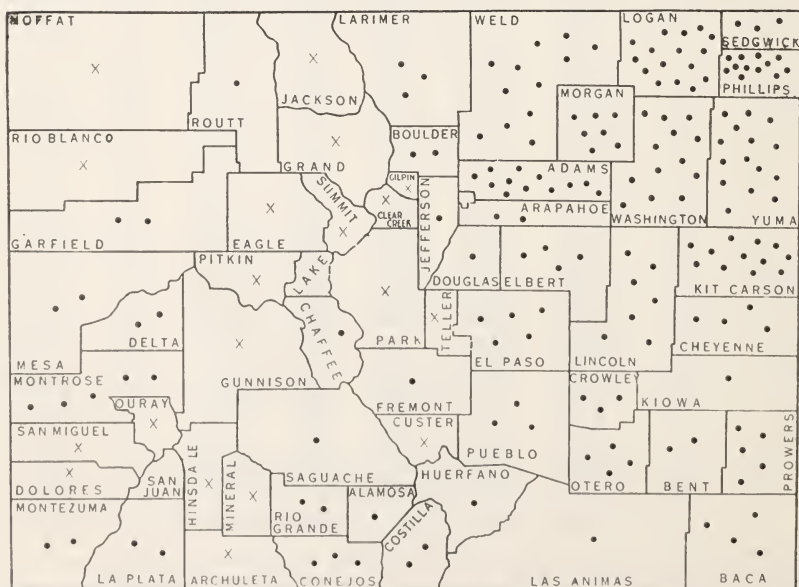 MOFFAT
LARIMER
WELD
LOGAN
SEDGWICK
PHILLIPS
JACKSON
ROUTT
MORGAN
RIO BLANCO
GRAND
BOULDER
GILPIN
ADAMS
SUMMIT
CLEAR
CREEK
JEFFERSON
ARAPAHOE
WASHINGTON
YUMA
GARFIELD
EAGLE
PITKIN
LAKE
DOUGLAS
ELBERT
KIT CARSON
CHAFFEE
PARK
TELLER
DELTA
MESA
GUNNISON
EL PASO
LINCOLN
CHEYENNE
MONTROSE
CROWLEY
KIOWA
OURAY
FREMONT
CUSTER
SAN MIGUEL
PUEBLO
PROWERS
HINSDALE
MINERAL
SAGUACHE
HUERFANO
OTERO
BENT
DOLORES
SAN
JUAN
ALAMOSA
MONTEZUMA
RIO
GRANDE
COSTILLA
LA PLATA
ARCHULETA
CONEJOS
LAS ANIMAS
BACA